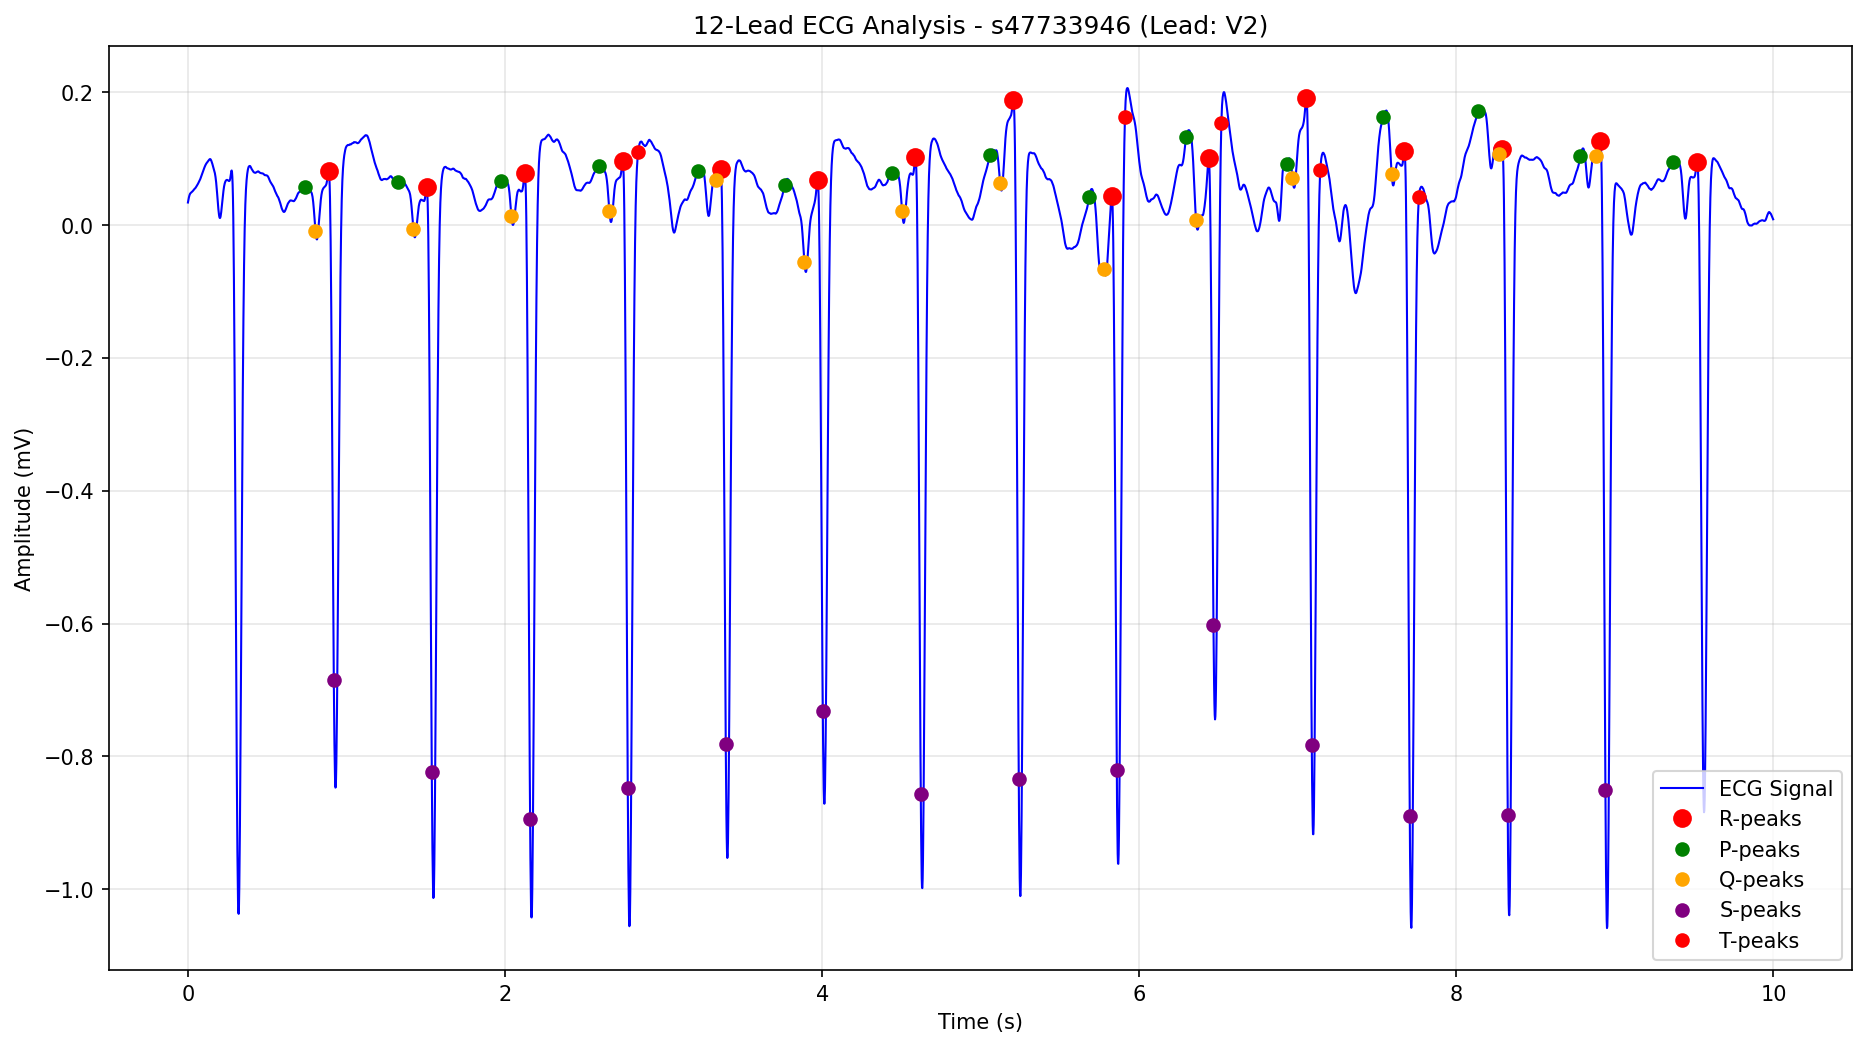 12-Lead ECG Analysis - s47733946 (Lead: V2)
0.2
0.0
−0.2
−0.4
−0.6
−0.8
−1.0
Amplitude (mV)
0
2
4
6
8
10
Time (s)
ECG Signal
R-peaks
P-peaks
Q-peaks
S-peaks
T-peaks